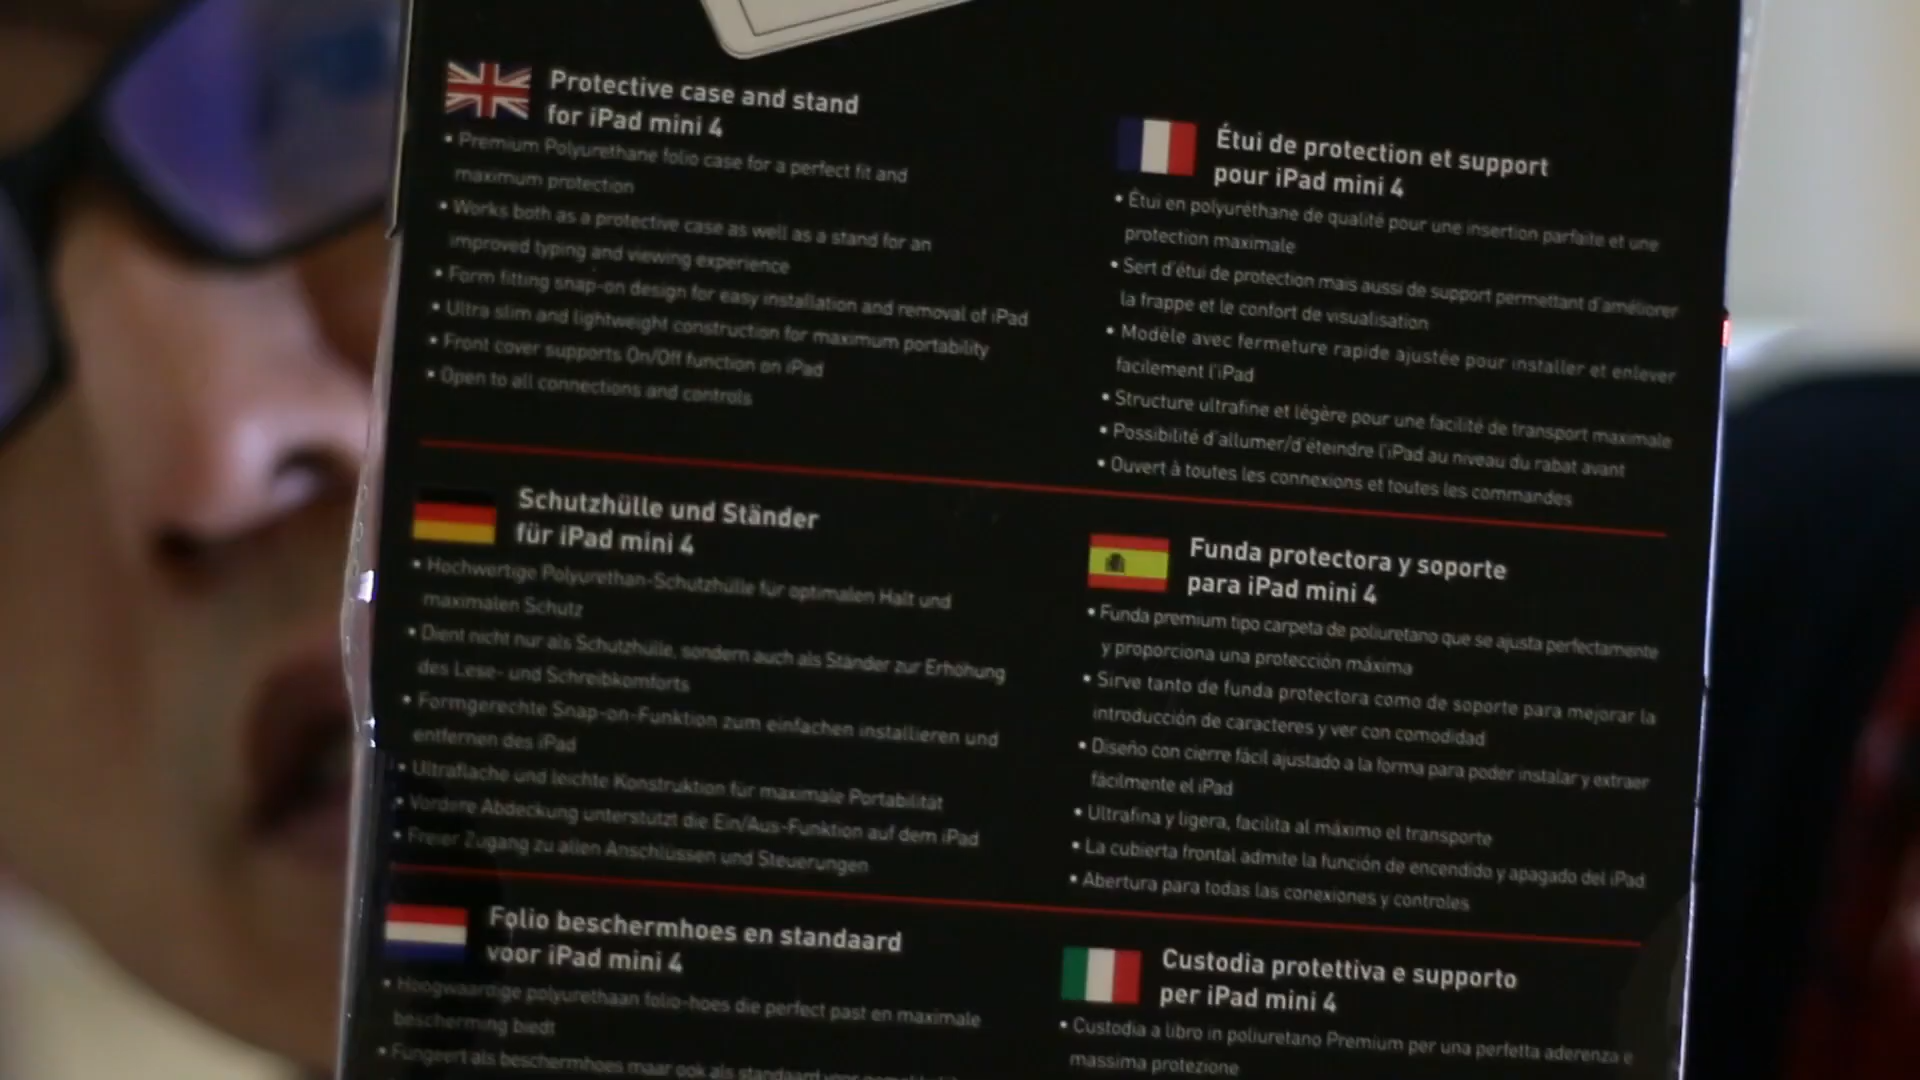 Protective case and stand
for iPad mini 4
• Premium Polyurethane folio case for a perfect fit and
maximum protection
• Works both as a protective case as well as a stand for an
improved typing and viewing experience
• Form fitting snap-on design for easy installation and removal of iPad
• Ultra slim and lightweight construction for maximum portability
• Front cover supports On/Off function on iPad
• Open to all connections and controls
Étui de protection et support
pour iPad mini 4
• Étui en polyuréthane de qualité pour une insertion parfaite et une
protection maximale
• Sert d'étui de protection mais aussi de support permettant d'améliorer
la frappe et le confort de visualisation
• Modèle avec fermeture rapide ajustée pour installer et enlever
facilement l'iPad
• Structure ultrafine et légère pour une facilité de transport maximale
• Possibilité d'allumer/d'éteindre l'iPad au niveau du rabat avant
• Ouvert à toutes les connexions et toutes les commandes
Schutzhülle und Ständer
für iPad mini 4
• Hochwertige Polyurethan-Schutzhülle für optimalen Halt und
maximalen Schutz
• Dient nicht nur als Schutzhülle, sondern auch als Ständer zur Erhöhung
des Lese- und Schreibkomforts
• Formgerechte Snap-on-Funktion zum einfachen installieren und
entfernen des iPad
• Ultraflache und leichte Konstruktion für maximale Portabilität
• Vordere Abdeckung unterstützt die Ein/Aus-Funktion auf dem iPad
• Freier Zugang zu allen Anschlüssen und Steuerungen
Funda protectora y soporte
para iPad mini 4
• Funda premium tipo carpeta de poliuretano que se ajusta perfectamente
y proporciona una protección máxima
• Sirve tanto de funda protectora como de soporte para mejorar la
introducción de caracteres y ver con comodidad
• Diseño con cierre fácil ajustado a la forma para poder instalar y extraer
fácilmente el iPad
• Ultrafina y ligera, facilita al máximo el transporte
• La cubierta frontal admite la función de encendido y apagado del iPad
• Abertura para todas las conexiones y controles
Folio beschermhoes en standaard
voor iPad mini 4
• Hoogwaardige polyurethaan folio-hoes die perfect past en maximale
bescherming biedt
• Fungeert als beschermhoes maar ook als standaard voor
Custodia protettiva e supporto
per iPad mini 4
• Custodia a libro in poliuretano Premium per una perfetta aderenza e
massima protezione